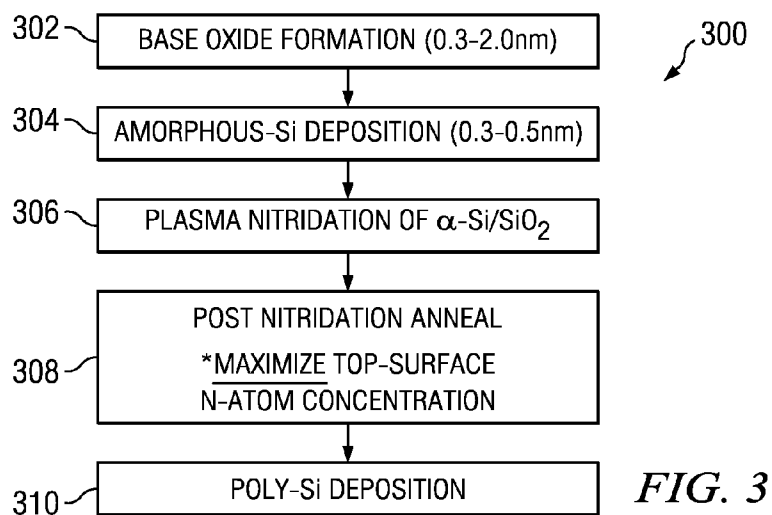 302
BASE OXIDE FORMATION (0.3-2.0nm)
300
304
AMORPHOUS-Si DEPOSITION (0.3-0.5nm)
306
PLASMA NITRIDATION OF α-Si/SiO2
308
POST NITRIDATION ANNEAL
*MAXIMIZE TOP-SURFACE
N-ATOM CONCENTRATION
310
POLY-Si DEPOSITION
FIG. 3